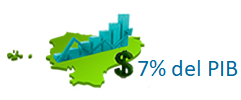 $ 7% del PIB